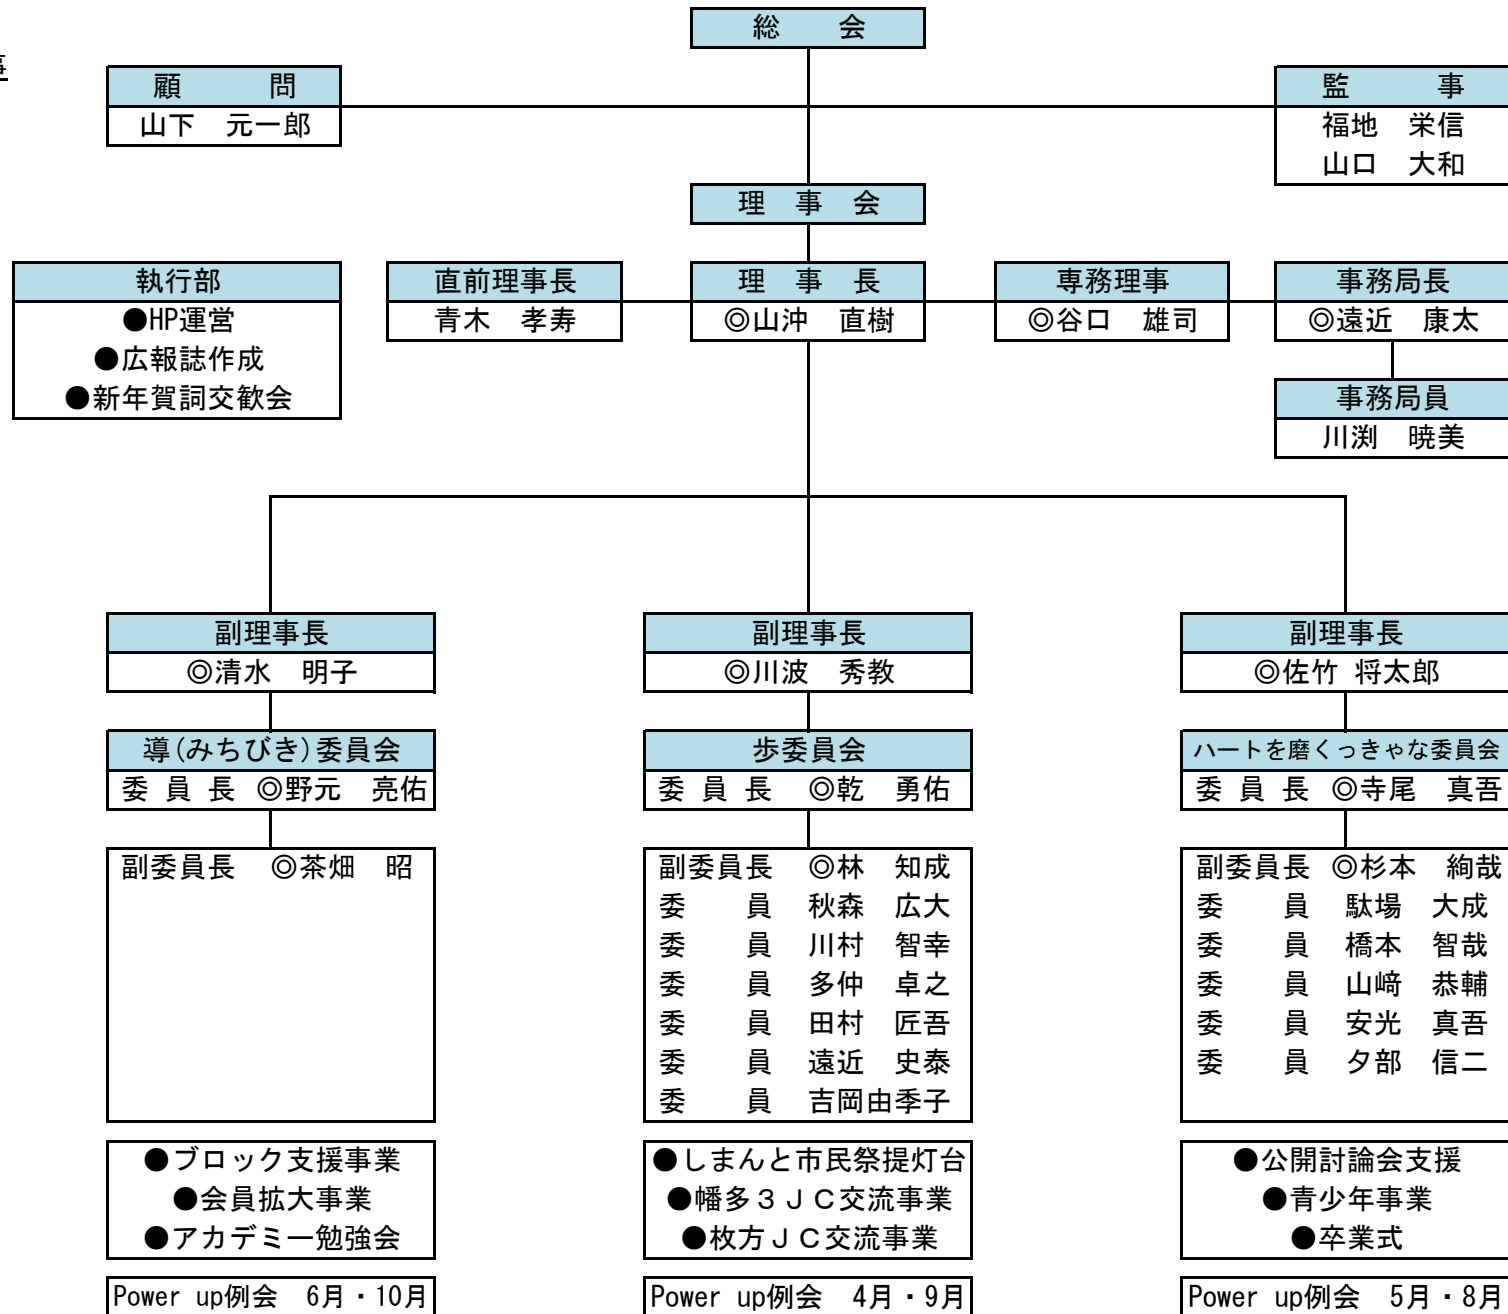 総　　会
事
顧　　　問
山下　元一郎
監　　　事
福地　栄信
山口　大和
理　事　会
執行部
●HP運営
●広報誌作成
●新年賀詞交歓会
直前理事長
青木　孝寿
理　事　長
◎山沖　直樹
専務理事
◎谷口　雄司
事務局長
◎遠近　康太
事務局員
川渕　暁美
副理事長
◎清水　明子
導(みちびき)委員会
委 員 長　◎野元　亮佑
副委員長　◎茶畑　昭
●ブロック支援事業
●会員拡大事業
●アカデミー勉強会
Power up例会　6月・10月
副理事長
◎川波　秀教
歩委員会
委 員 長　◎乾　勇佑
副委員長　◎林　知成
委　　員　秋森　広大
委　　員　川村　智幸
委　　員　多仲　卓之
委　　員　田村　匠吾
委　　員　遠近　史泰
委　　員　吉岡由季子
●しまんと市民祭提灯台
●幡多３ＪＣ交流事業
●枚方ＪＣ交流事業
Power up例会　4月・9月
副理事長
◎佐竹 将太郎
ハートを磨くっきゃな委員会
委 員 長　◎寺尾　真吾
副委員長　◎杉本　絢哉
委　　員　駄場　大成
委　　員　橋本　智哉
委　　員　山﨑　恭輔
委　　員　安光　真吾
委　　員　夕部　信二
●公開討論会支援
●青少年事業
●卒業式
Power up例会　5月・8月